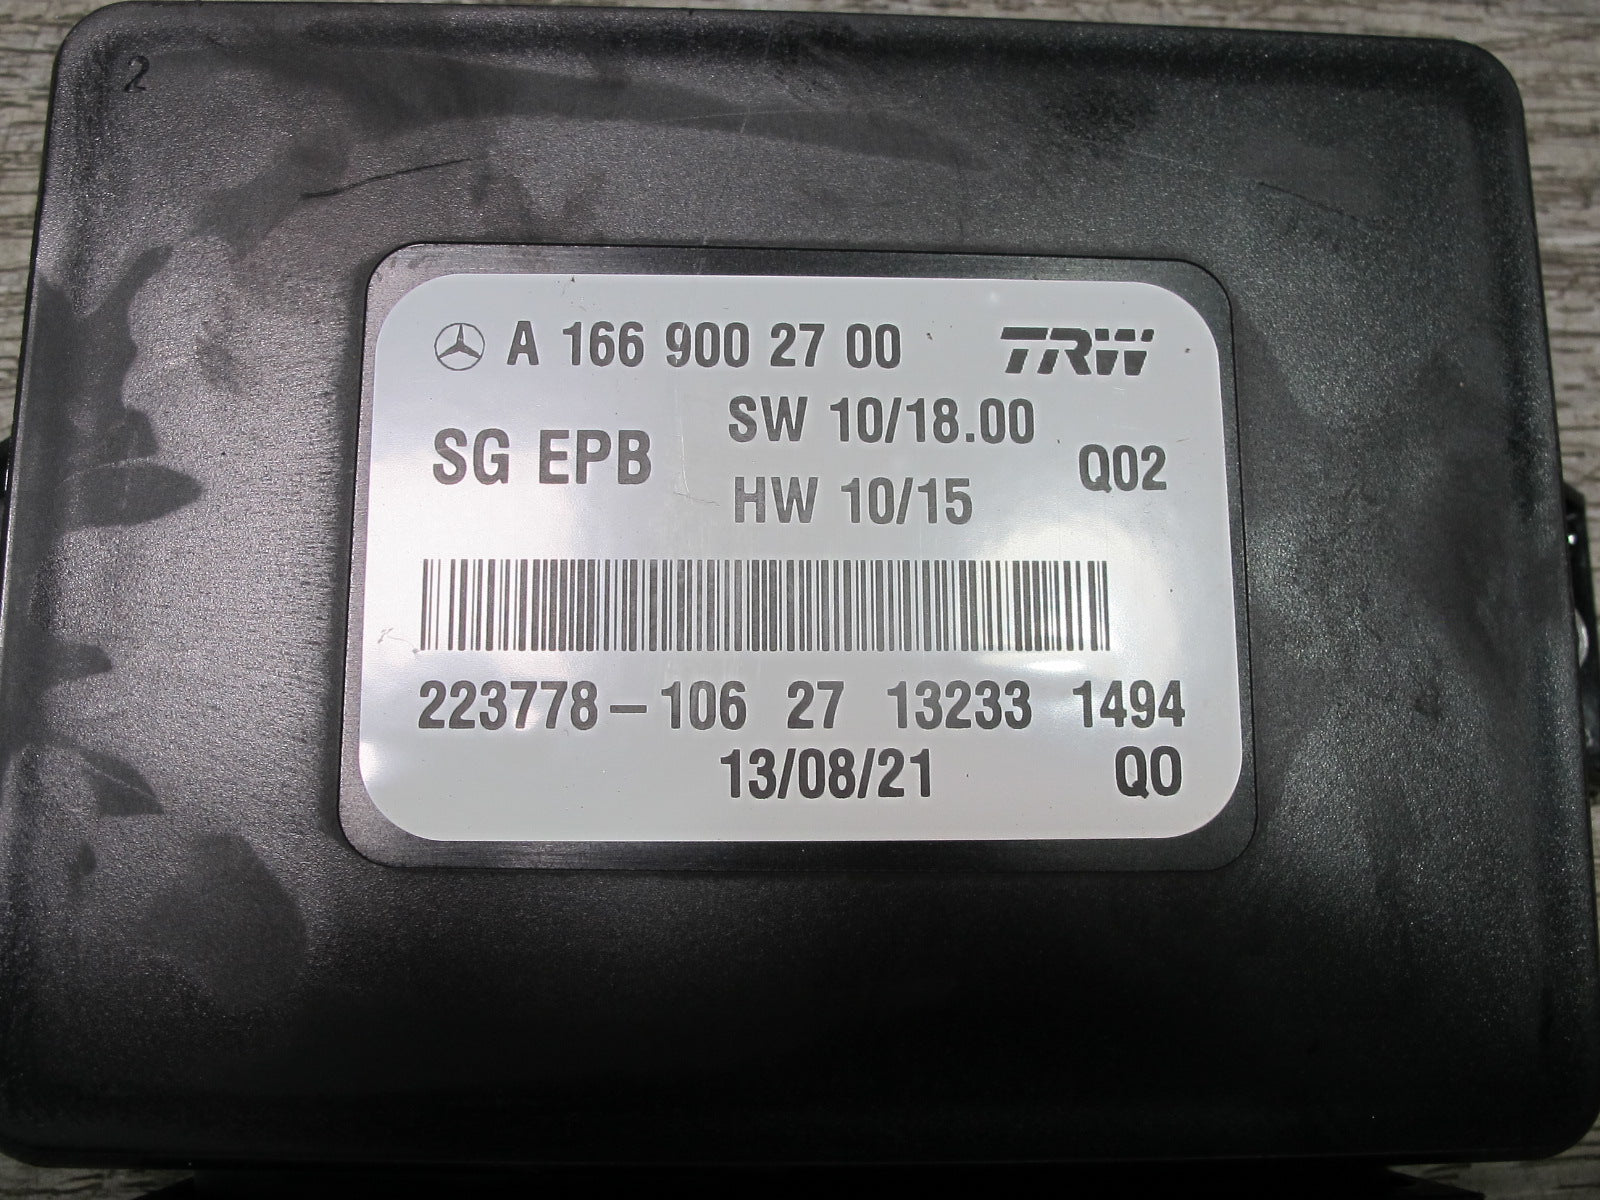 2
A 166 900 27 00 TRW
SW 10/18.00
SG EPB Q02
HW 10/15
223778-106 27 13233 1494
13/08/21 QO